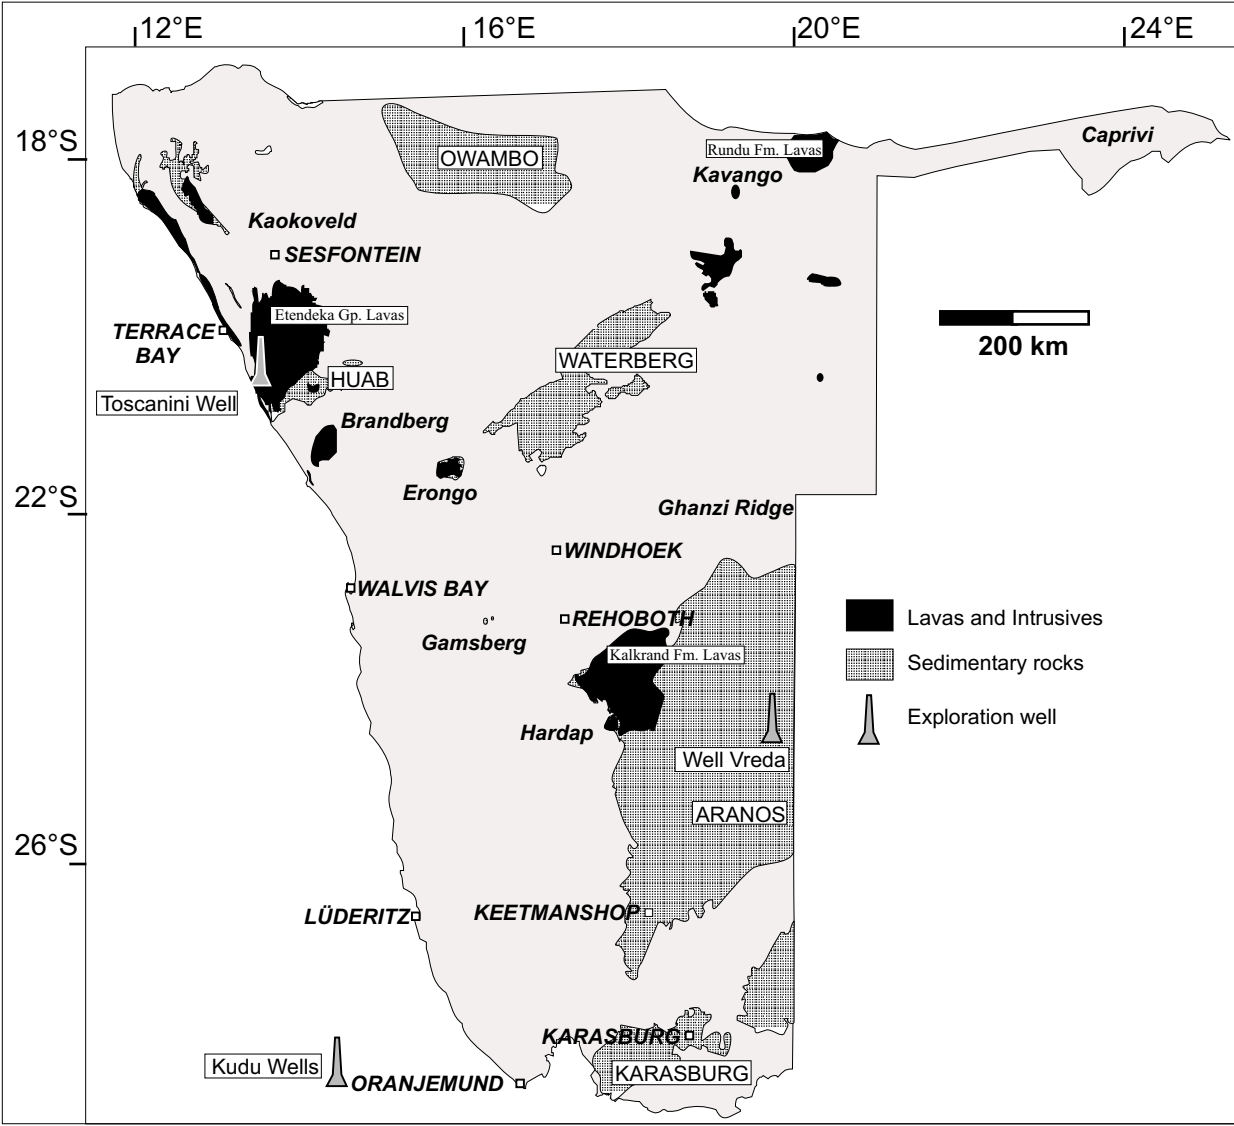 12°E
16°E
20°E
24°E
18°S
22°S
26°S
OWAMBO
Rundu Fm. Lavas
Kavango
Caprivi
Kaokoveld
SESFONTEIN
Etendeka Gp. Lavas
TERRACE
BAY
200 km
WATERBERG
HUAB
Toscanini Well
Brandberg
Erongo
Ghanzi Ridge
WINDHOEK
WALVIS BAY
REHOBOTH
Gamsberg
Kalkrand Fm. Lavas
Hardap
Well Vreda
ARANOS
Lavas and Intrusives
Sedimentary rocks
Exploration well
LÜDERITZ
KEETMANSHOP
KARASBURG
Kudu Wells
ORANJEMUND
KARASBURG